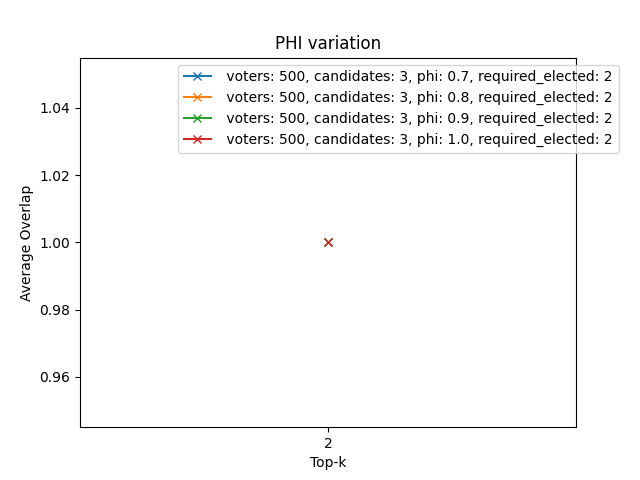 PHI variation
voters: 500, candidates: 3, phi: 0.7, required_elected: 2
voters: 500, candidates: 3, phi: 0.8, required_elected: 2
voters: 500, candidates: 3, phi: 0.9, required_elected: 2
voters: 500, candidates: 3, phi: 1.0, required_elected: 2
Average Overlap
1.04
1.02
1.00
0.98
0.96
2
Top-k